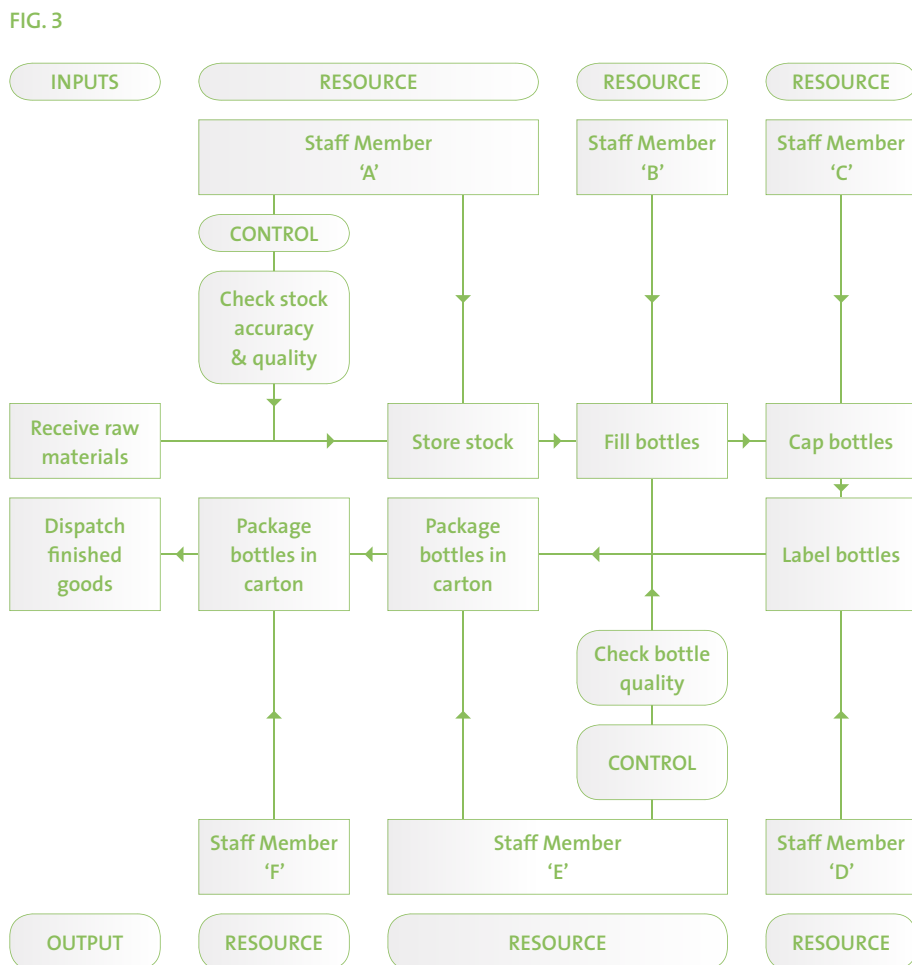 FIG. 3
INPUTS
RESOURCE
RESOURCE
RESOURCE
Staff Member
‘A’
Staff Member
‘B’
Staff Member
‘C’
CONTROL
Check stock
accuracy
& quality
Receive raw
materials
Store stock
Fill bottles
Cap bottles
Dispatch
finished
goods
Package
bottles in
carton
Package
bottles in
carton
Label bottles
Check bottle
quality
CONTROL
Staff Member
‘F’
Staff Member
‘E’
Staff Member
‘D’
OUTPUT
RESOURCE
RESOURCE
RESOURCE